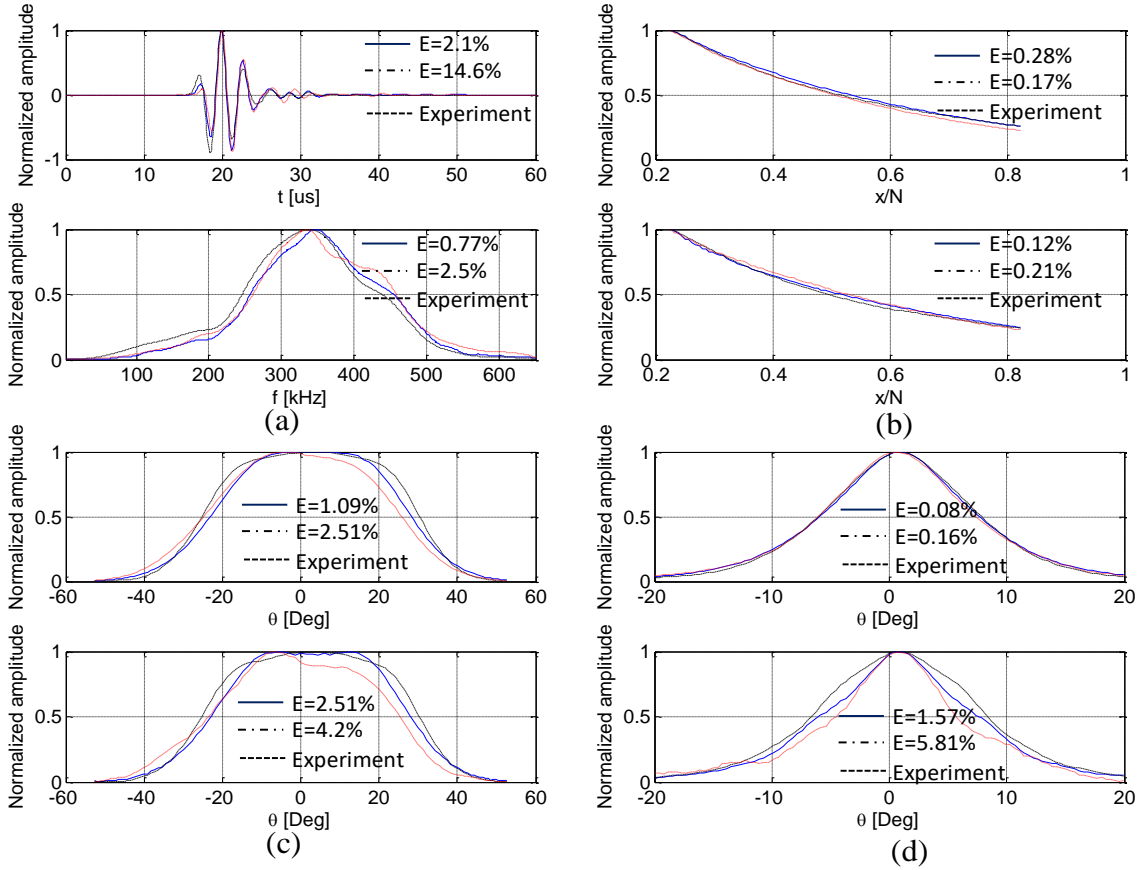 Normalized amplitude
1
0
-1
E=2.1%
E=14.6%
Experiment
0 10 20 30 40 50 60
t [us]
Normalized amplitude
1
0.5
0
E=0.77%
E=2.5%
Experiment
100 200 300 400 500 600
f [kHz]
(a)
Normalized amplitude
1
0.5
0
E=0.28%
E=0.17%
Experiment
0.2 0.4 0.6 0.8 1
x/N
Normalized amplitude
1
0.5
0
E=0.12%
E=0.21%
Experiment
0.2 0.4 0.6 0.8 1
x/N
(b)
Normalized amplitude
1
0.5
0
E=1.09%
E=2.51%
Experiment
-60 -40 -20 0 20 40 60
θ [Deg]
Normalized amplitude
1
0.5
0
E=2.51%
E=4.2%
Experiment
-60 -40 -20 0 20 40 60
θ [Deg]
(c)
Normalized amplitude
1
0.5
0
E=0.08%
E=0.16%
Experiment
-20 -10 0 10 20
θ [Deg]
Normalized amplitude
1
0.5
0
E=1.57%
E=5.81%
Experiment
-20 -10 0 10 20
θ [Deg]
(d)